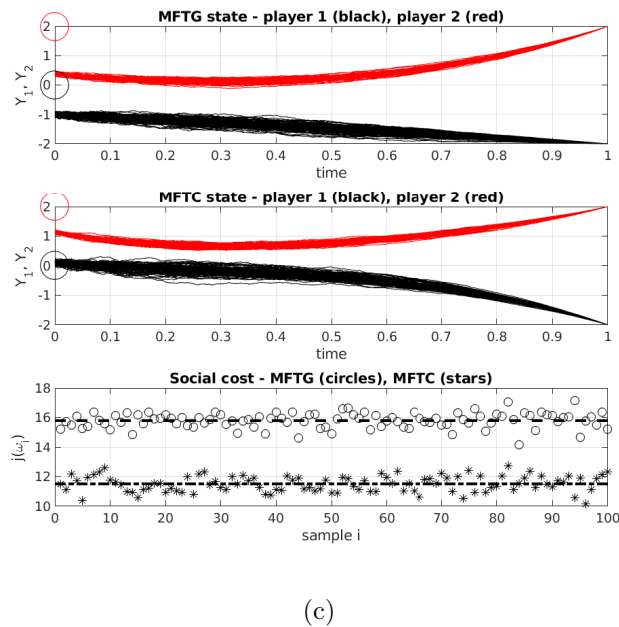 MFTG state - player 1 (black), player 2 (red)
2
1
0
-1
-2
Y1, Y2
0 0.1 0.2 0.3 0.4 0.5 0.6 0.7 0.8 0.9 1
time
MFTC state - player 1 (black), player 2 (red)
2
1
0
-1
-2
Y1, Y2
0 0.1 0.2 0.3 0.4 0.5 0.6 0.7 0.8 0.9 1
time
Social cost - MFTG (circles), MFTC (stars)
18
16
14
12
10
j(ωi)
0 10 20 30 40 50 60 70 80 90 100
sample i
(c)